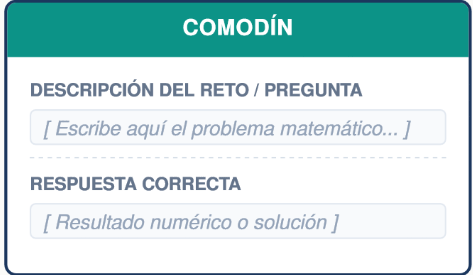 COMODÍN
DESCRIPCIÓN DEL RETO / PREGUNTA
[ Escribe aquí el problema matemático... ]
RESPUESTA CORRECTA
[ Resultado numérico o solución ]